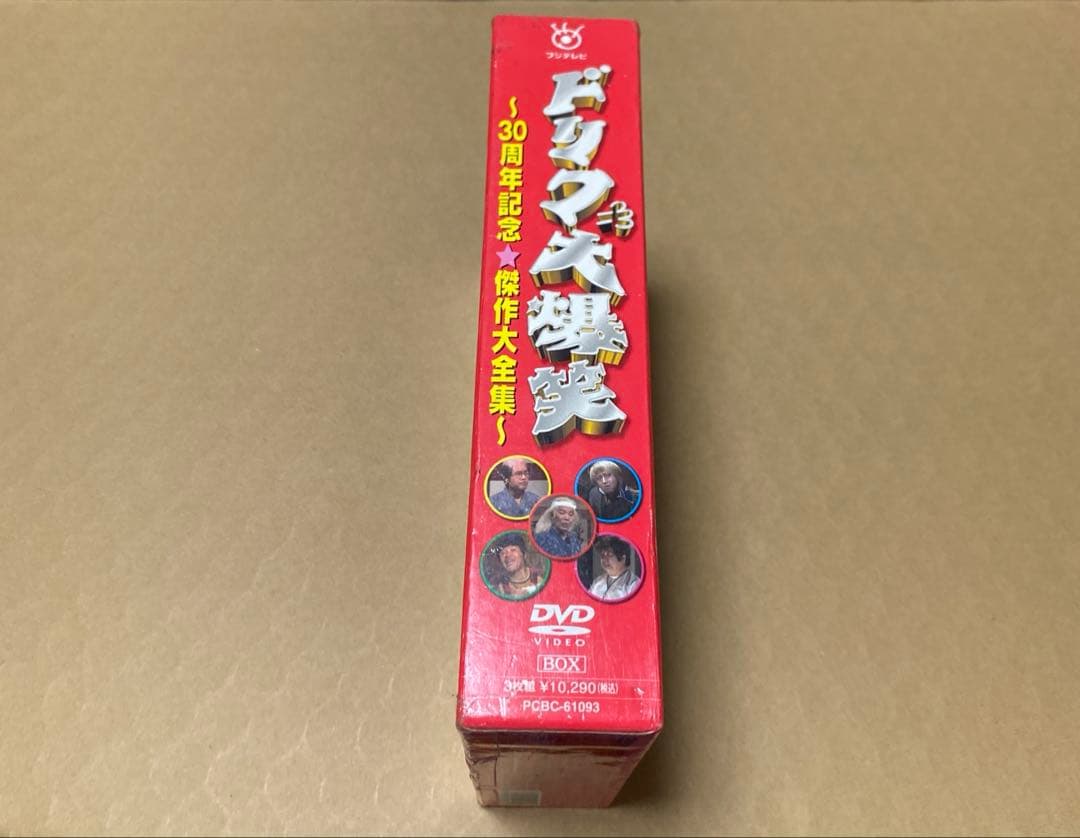 フジテレビ
ドリフ大爆笑
～30周年記念★傑作大全集～
DVD
VIDEO
BOX
3枚組 ¥10,290(税込)
PCBC-61093